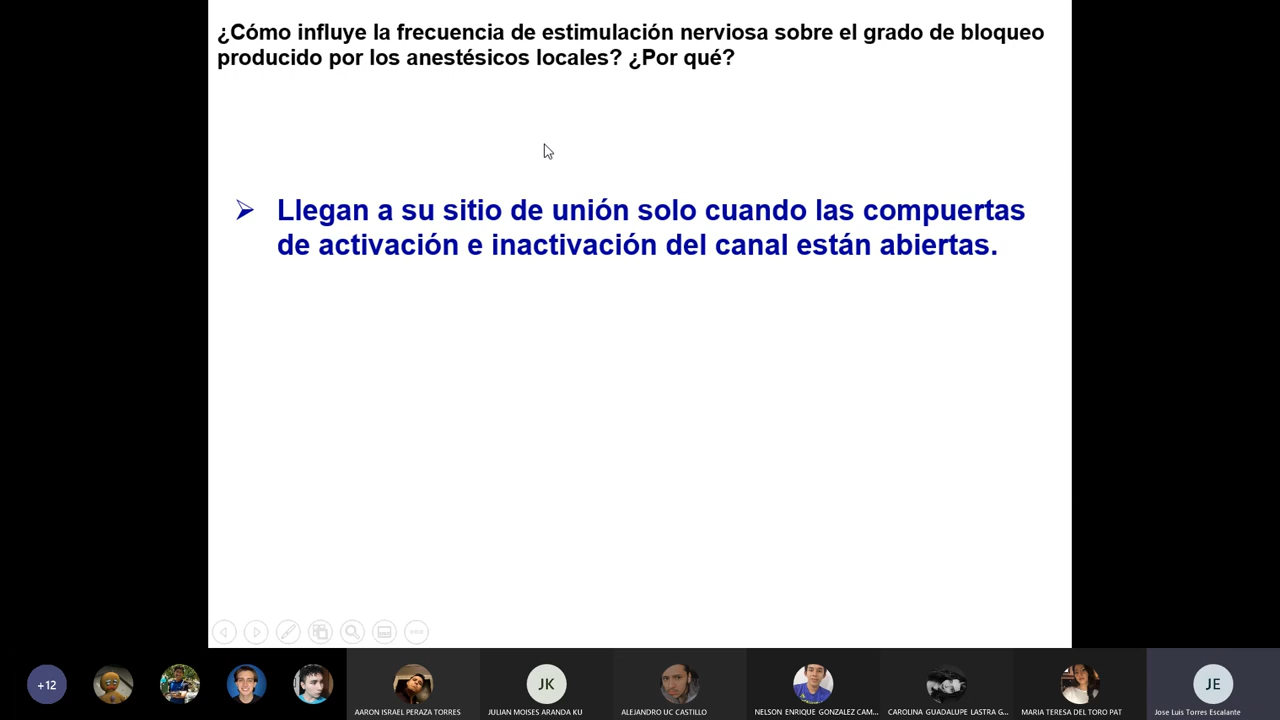 ¿Cómo influye la frecuencia de estimulación nerviosa sobre el grado de bloqueo
producido por los anestésicos locales? ¿Por qué?
Llegan a su sitio de unión solo cuando las compuertas
de activación e inactivación del canal están abiertas.
+12
JK
JE
AARON ISRAEL PERAZA TORRES
JULIAN MOISES ARANDA KU
ALEJANDRO UC CASTILLO
NELSON ENRIQUE GONZALEZ CAM...
CAROLINA GUADALUPE LASTRA G...
MARIA TERESA DEL TORO PAT
Jose Luis Torres Escalante